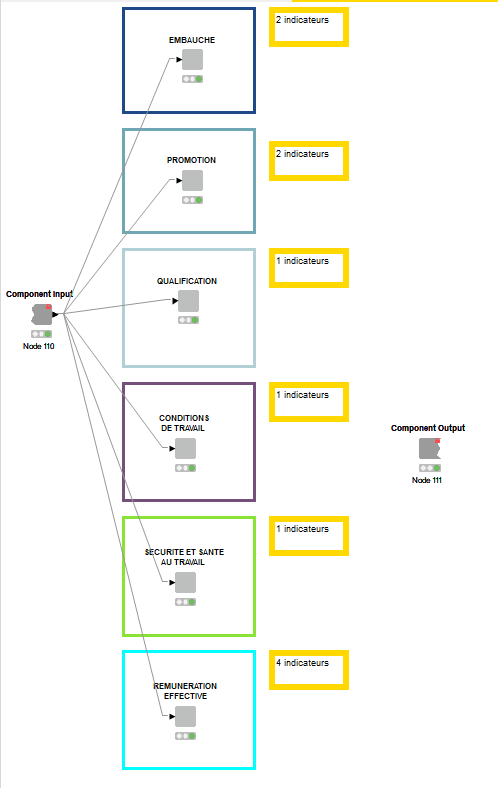 EMBAUCHE
2 indicateurs
PROMOTION
2 indicateurs
QUALIFICATION
1 indicateurs
Component Input
Node 110
CONDITIONS
DE TRAVAIL
1 indicateurs
Component Output
Node 111
SECURITE ET SANTE
AU TRAVAIL
1 indicateurs
REMUNERATION
EFFECTIVE
4 indicateurs